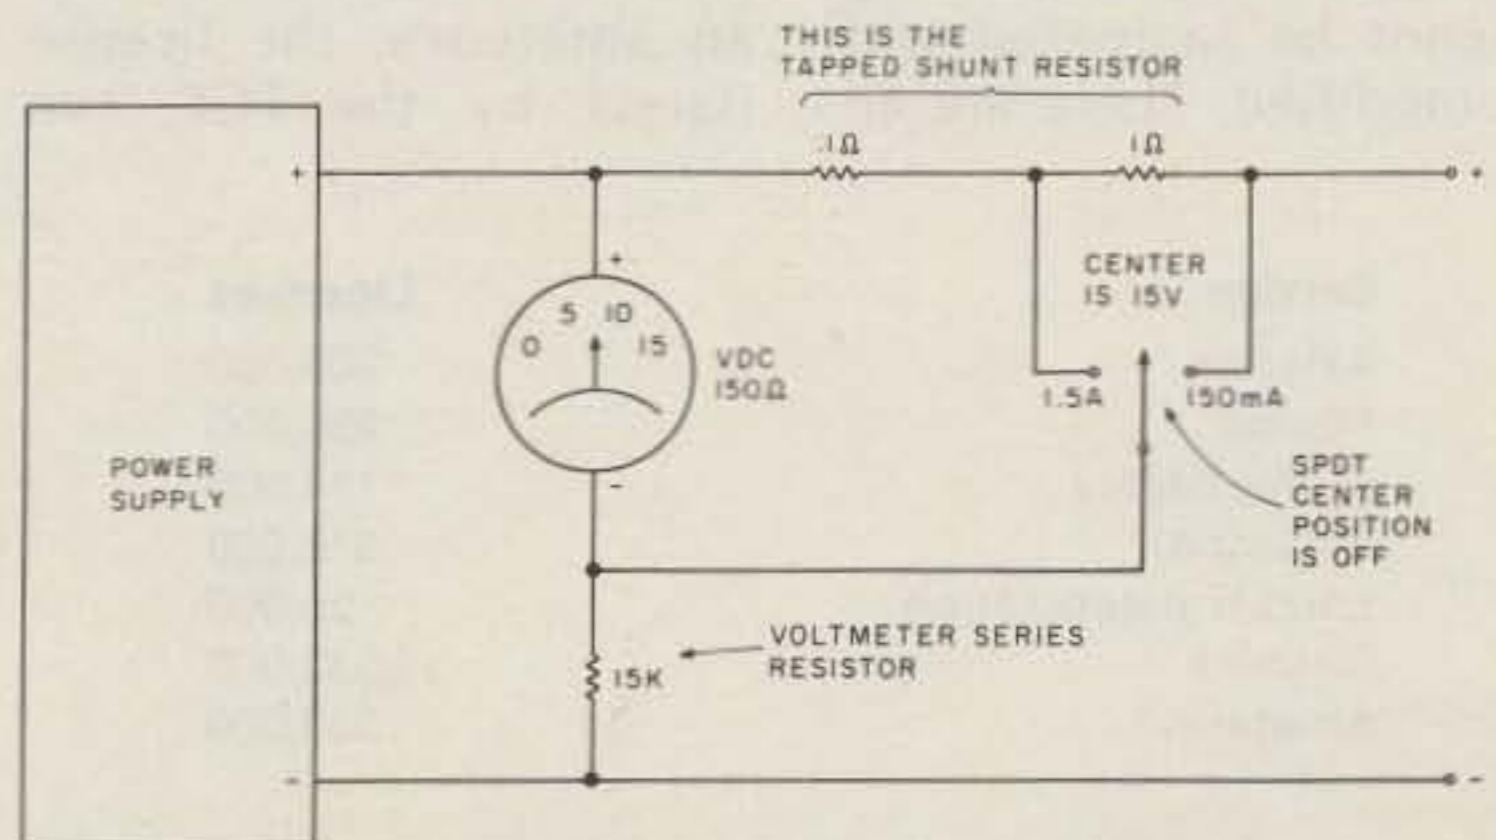 THIS IS THE
TAPPED SHUNT RESISTOR
.1Ω
1Ω
+
+
+
CENTER
IS 15V
0
5
10
15
VDC
150Ω
1.5A
150mA
-
POWER
SUPPLY
SPDT
CENTER
POSITION
IS OFF
VOLTMETER SERIES
RESISTOR
15K
-
-